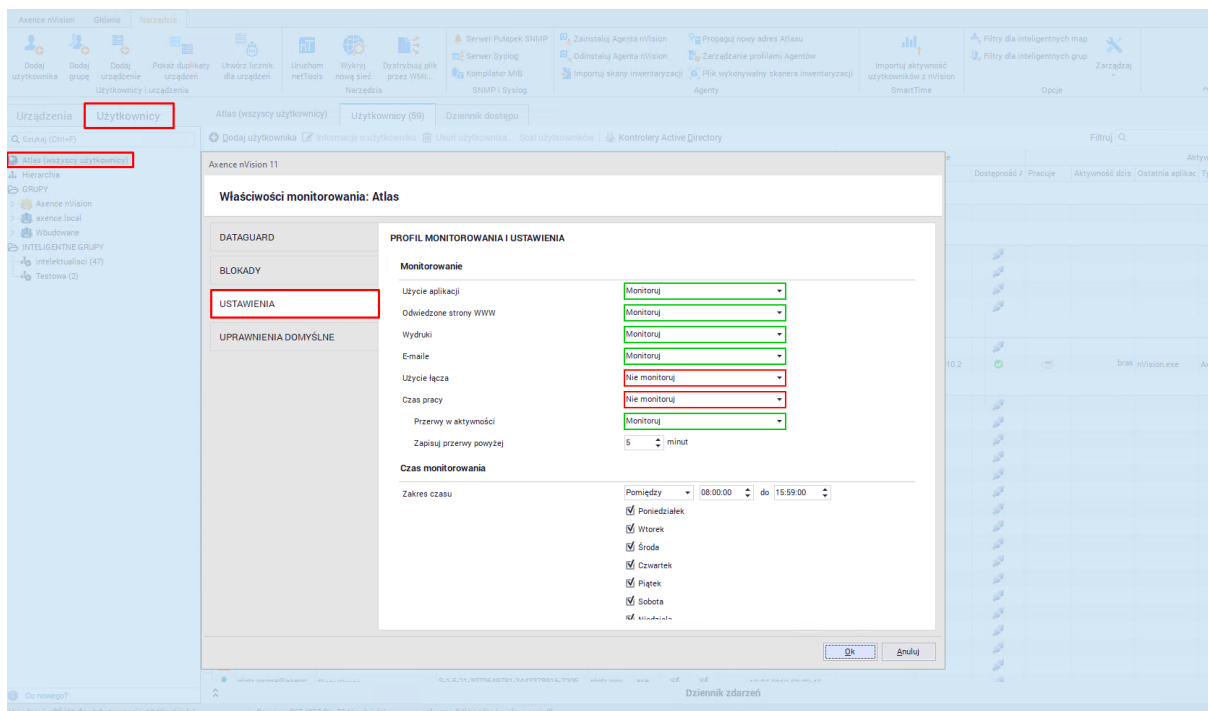 Axence nVision Główne Narzędzia
Dodaj użytkownika
Dodaj grupę
Dodaj urządzenie
Pokaż duplikaty urządzeń
Utwórz licznik dla urządzeń
Użytkownicy i urządzenia
Uruchom netTools
Wykryj nową sieć
Dystrybuuj plik przez WMI...
Narzędzia
Serwer Pułapek SNMP
Serwer Syslog
Kompilator MIB
SNMP i Syslog
Zainstaluj Agenta nVision
Odinstaluj Agenta nVision
Importuj skany inwentaryzacji
Propaguj nowy adres Atlasu
Zarządzanie profilami Agentów
Plik wykonywalny skanera inwentaryzacji
Agenty
Importuj aktywność użytkowników z nVision
SmartTime
Filtry dla inteligentnych map
Filtry dla inteligentnych grup
Zarządzaj
Opcje
Urządzenia Użytkownicy
Atlas (wszyscy użytkownicy) Użytkownicy (59) Dziennik dostępu
Szukaj (Ctrl+F)
Dodaj użytkownika Informacje o użytkowniku Usuń użytkownika... Scal użytkowników Kontrolery Active Directory Filtruj
Atlas (wszyscy użytkownicy)
Hierarchia
GRUPY
Axence nVision
axence.local
Wbudowane
INTELIGENTNE GRUPY
intelektualisci (47)
Testowa (2)
Aktyw
Dostępność A Pracuje Aktywność dzis Ostatnia aplikac Ty
10.2 brak nVision.exe Ax
Axence nVision 11
Właściwości monitorowania: Atlas
DATAGUARD
BLOKADY
USTAWIENIA
UPRAWNIENIA DOMYŚLNE
PROFIL MONITOROWANIA I USTAWIENIA
Monitorowanie
Użycie aplikacji Monitoruj
Odwiedzone strony WWW Monitoruj
Wydruki Monitoruj
E-maile Monitoruj
Użycie łącza Nie monitoruj
Czas pracy Nie monitoruj
Przerwy w aktywności Monitoruj
Zapisuj przerwy powyżej 5 minut
Czas monitorowania
Zakres czasu Pomiędzy 08:00:00 do 15:59:00
Poniedziałek
Wtorek
Środa
Czwartek
Piątek
Sobota
Niedziela
Ok Anuluj
Co nowego?
Dziennik zdarzeń